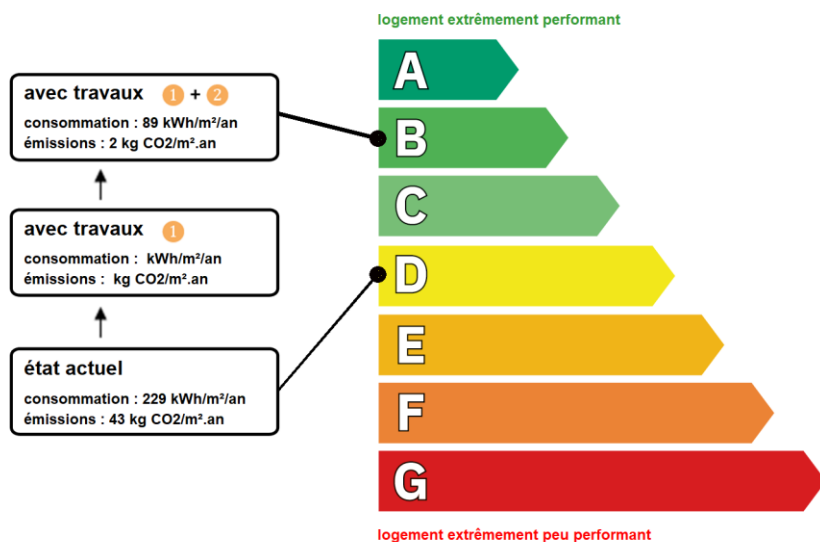 logement extrêmement performant
avec travaux 1 + 2
consommation : 89 kWh/m²/an
émissions : 2 kg CO2/m².an
avec travaux 1
consommation : kWh/m²/an
émissions : kg CO2/m².an
état actuel
consommation : 229 kWh/m²/an
émissions : 43 kg CO2/m².an
A
B
C
D
E
F
G
logement extrêmement peu performant